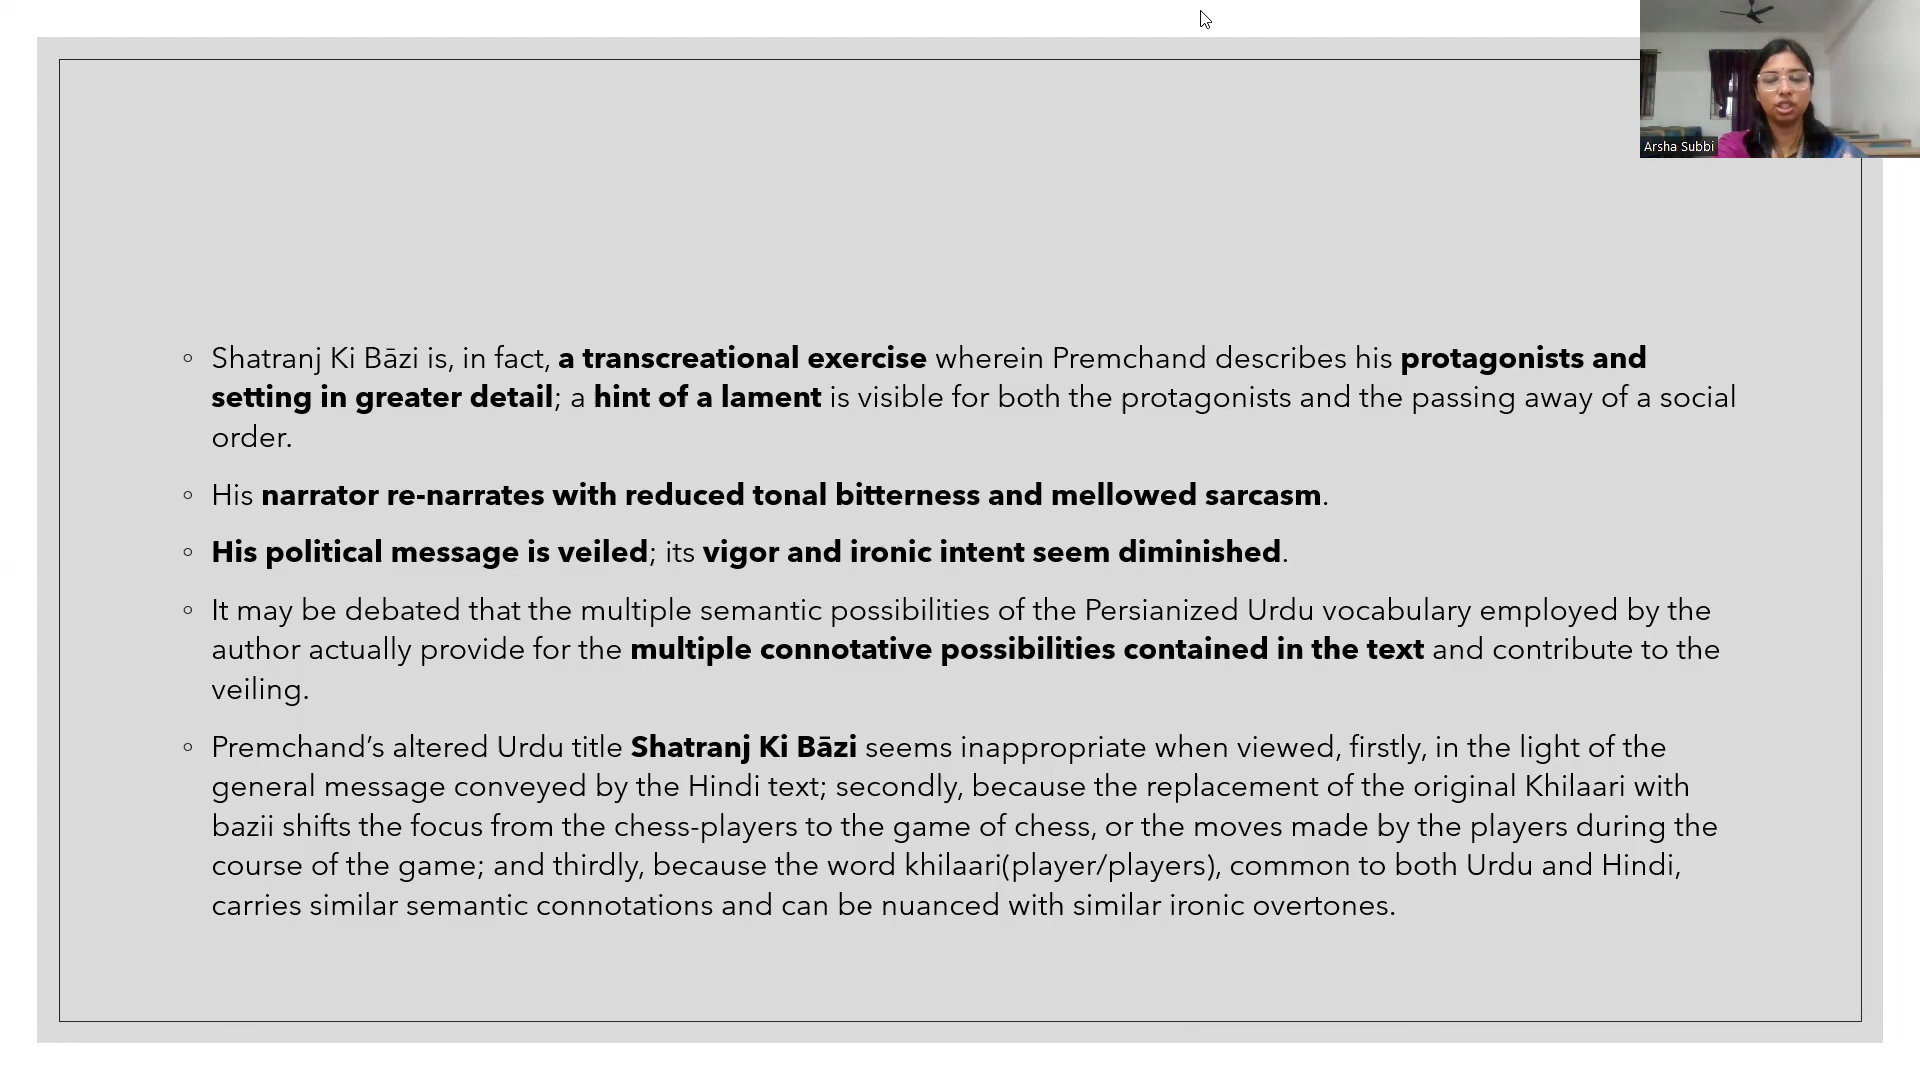 Arsha Subbi
◦ Shatranj Ki Bāzi is, in fact, a transcreational exercise wherein Premchand describes his protagonists and
setting in greater detail; a hint of a lament is visible for both the protagonists and the passing away of a social
order.
◦ His narrator re-narrates with reduced tonal bitterness and mellowed sarcasm.
◦ His political message is veiled; its vigor and ironic intent seem diminished.
◦ It may be debated that the multiple semantic possibilities of the Persianized Urdu vocabulary employed by the
author actually provide for the multiple connotative possibilities contained in the text and contribute to the
veiling.
◦ Premchand’s altered Urdu title Shatranj Ki Bāzi seems inappropriate when viewed, firstly, in the light of the
general message conveyed by the Hindi text; secondly, because the replacement of the original Khilaari with
bazii shifts the focus from the chess-players to the game of chess, or the moves made by the players during the
course of the game; and thirdly, because the word khilaari(player/players), common to both Urdu and Hindi,
carries similar semantic connotations and can be nuanced with similar ironic overtones.